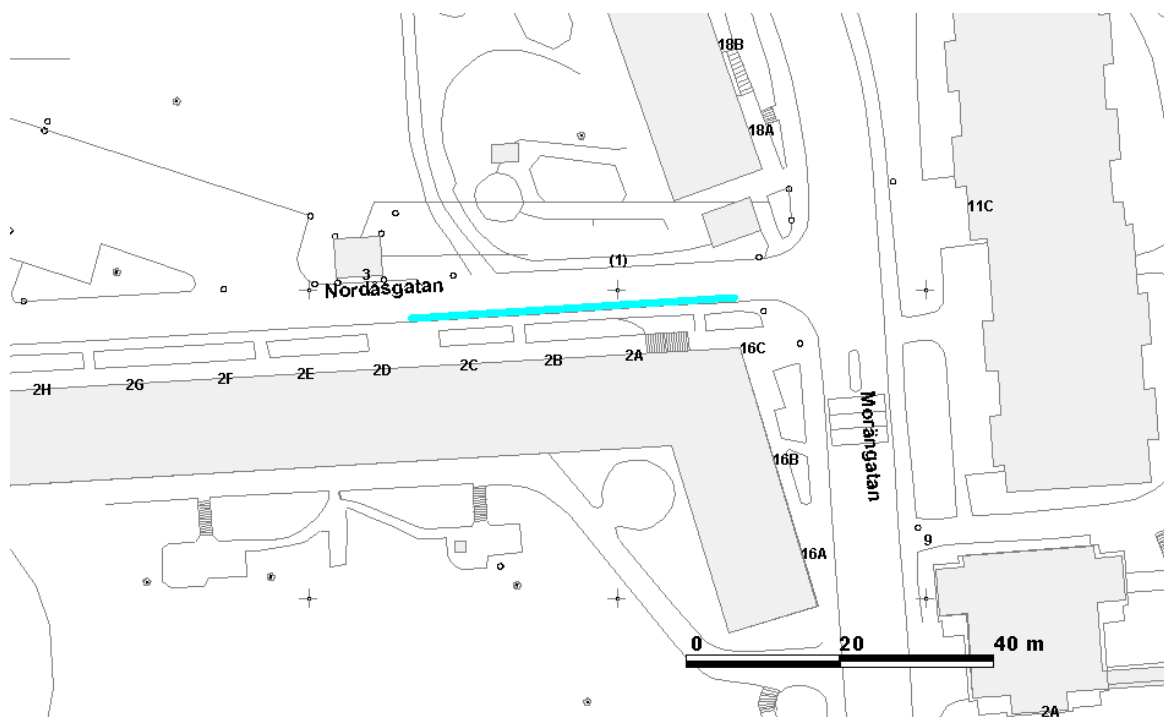 18B
18A
11C
(1)
3
Nordåsgatan
16C
2A
2B
2C
2D
2E
2F
2G
2H
Morängatan
16B
9
16A
0 20 40 m
2A